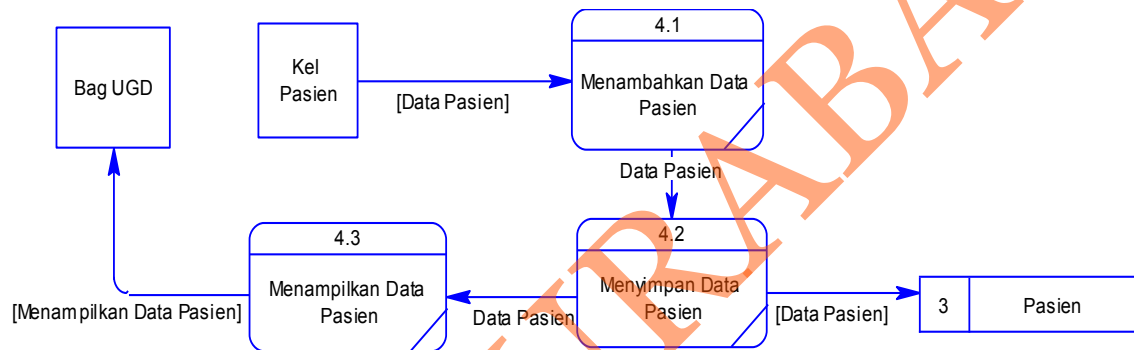 4.1
Bag UGD
Kel
Pasien
Menambahkan Data
Pasien
[Data Pasien]
Data Pasien
4.3
4.2
Menampilkan Data
Pasien
Menyimpan Data
Pasien
3
Pasien
[Menampilkan Data Pasien]
Data Pasien
[Data Pasien]
URABA